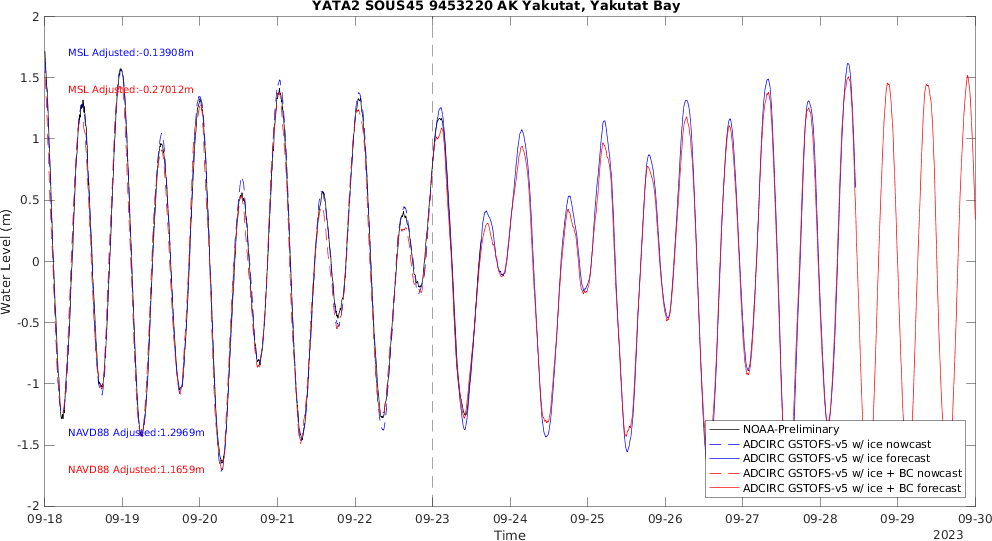 YATA2 SOUS45 9453220 AK Yakutat, Yakutat Bay
2
1.5
1
0.5
0
-0.5
-1
-1.5
-2
Water Level (m)
MSL Adjusted:-0.13908m
MSL Adjusted:-0.27012m
NAVD88 Adjusted:1.2969m
NAVD88 Adjusted:1.1659m
NOAA-Preliminary
ADCIRC GSTOFS-v5 w/ ice nowcast
ADCIRC GSTOFS-v5 w/ ice forecast
ADCIRC GSTOFS-v5 w/ ice + BC nowcast
ADCIRC GSTOFS-v5 w/ ice + BC forecast
09-18 09-19 09-20 09-21 09-22 09-23 09-24 09-25 09-26 09-27 09-28 09-29 09-30
Time
2023